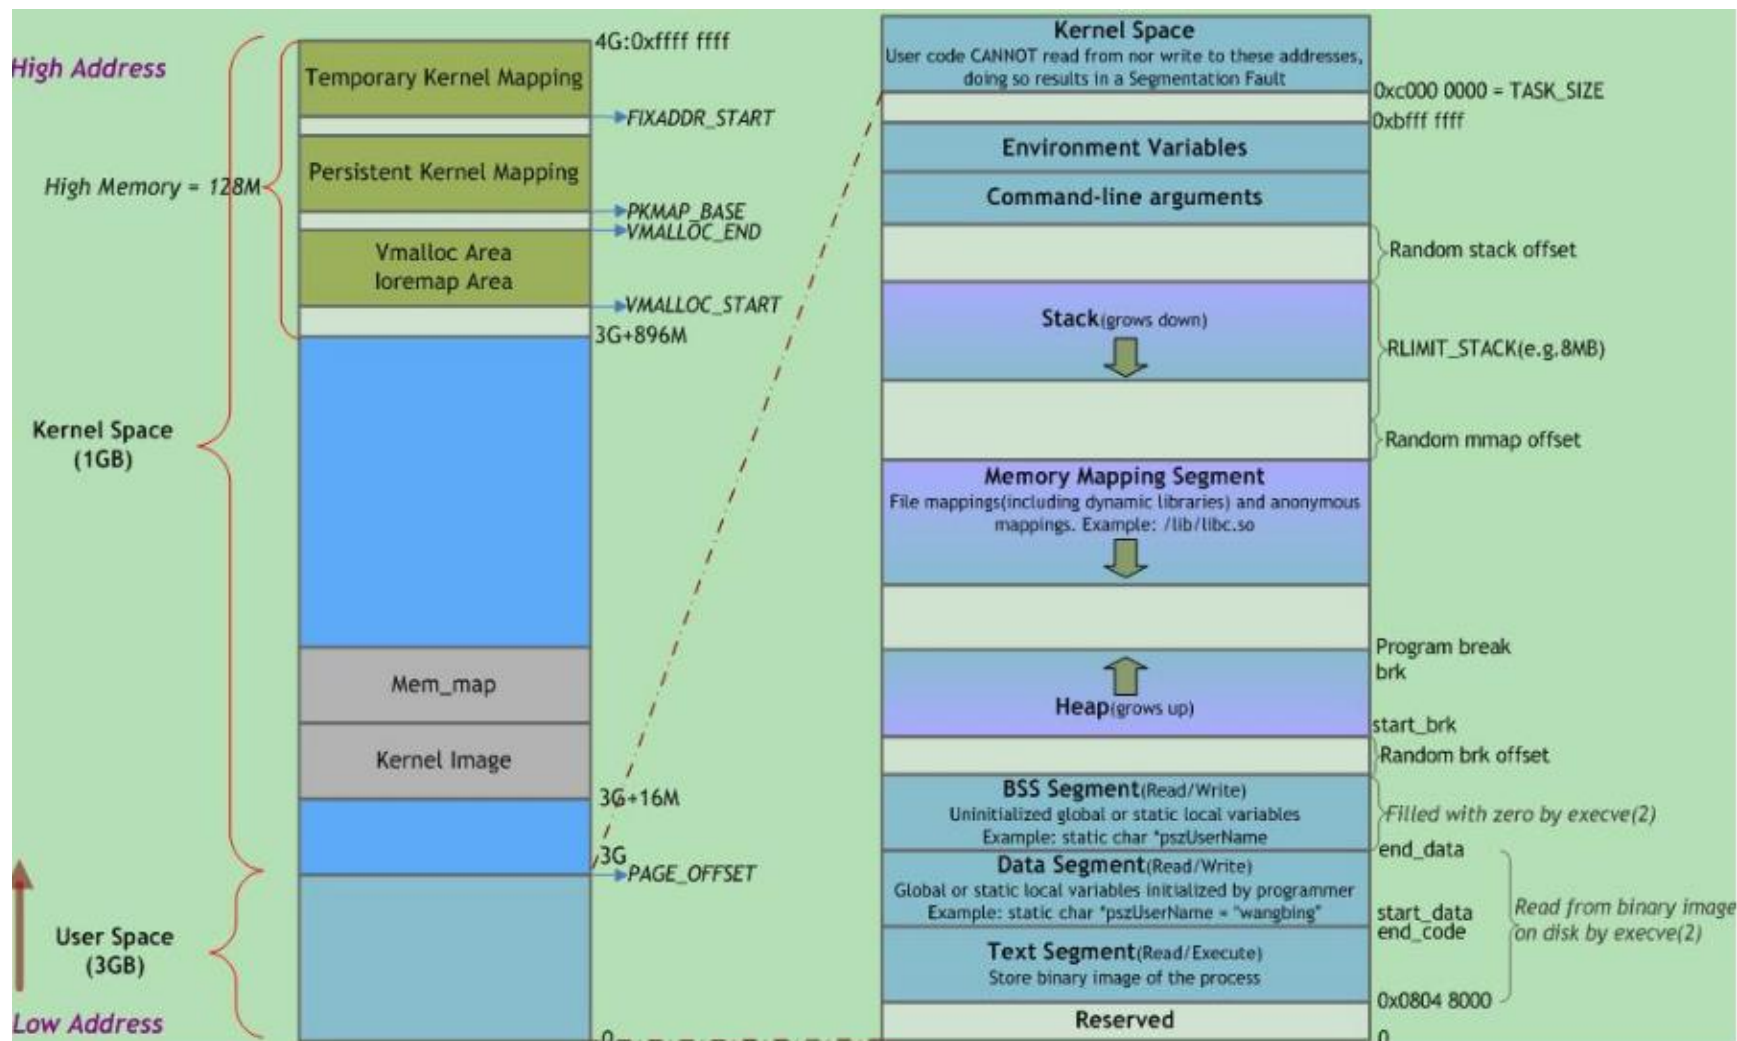 High Address
4G:0xffff ffff
Temporary Kernel Mapping
FIXADDR_START
High Memory = 128M
Persistent Kernel Mapping
PKMAP_BASE
VMALLOC_END
Vmalloc Area
Ioremap Area
VMALLOC_START
3G+896M
Kernel Space
(1GB)
Mem_map
Kernel Image
3G+16M
3G
PAGE_OFFSET
User Space
(3GB)
Low Address
0
Kernel Space
User code CANNOT read from nor write to these addresses,
doing so results in a Segmentation Fault
0xc000 0000 = TASK_SIZE
0xbfff ffff
Environment Variables
Command-line arguments
Random stack offset
Stack(grows down)
RLIMIT_STACK(e.g.8MB)
Random mmap offset
Memory Mapping Segment
File mappings(including dynamic libraries) and anonymous
mappings. Example: /lib/libc.so
Program break
brk
Heap(grows up)
start_brk
Random brk offset
BSS Segment(Read/Write)
Uninitialized global or static local variables
Example: static char *pszUserName
Filled with zero by execve(2)
end_data
Data Segment(Read/Write)
Global or static local variables initialized by programmer
Example: static char *pszUserName = "wangbing"
start_data
end_code
Read from binary image
on disk by execve(2)
Text Segment(Read/Execute)
Store binary image of the process
0x0804 8000
Reserved
0